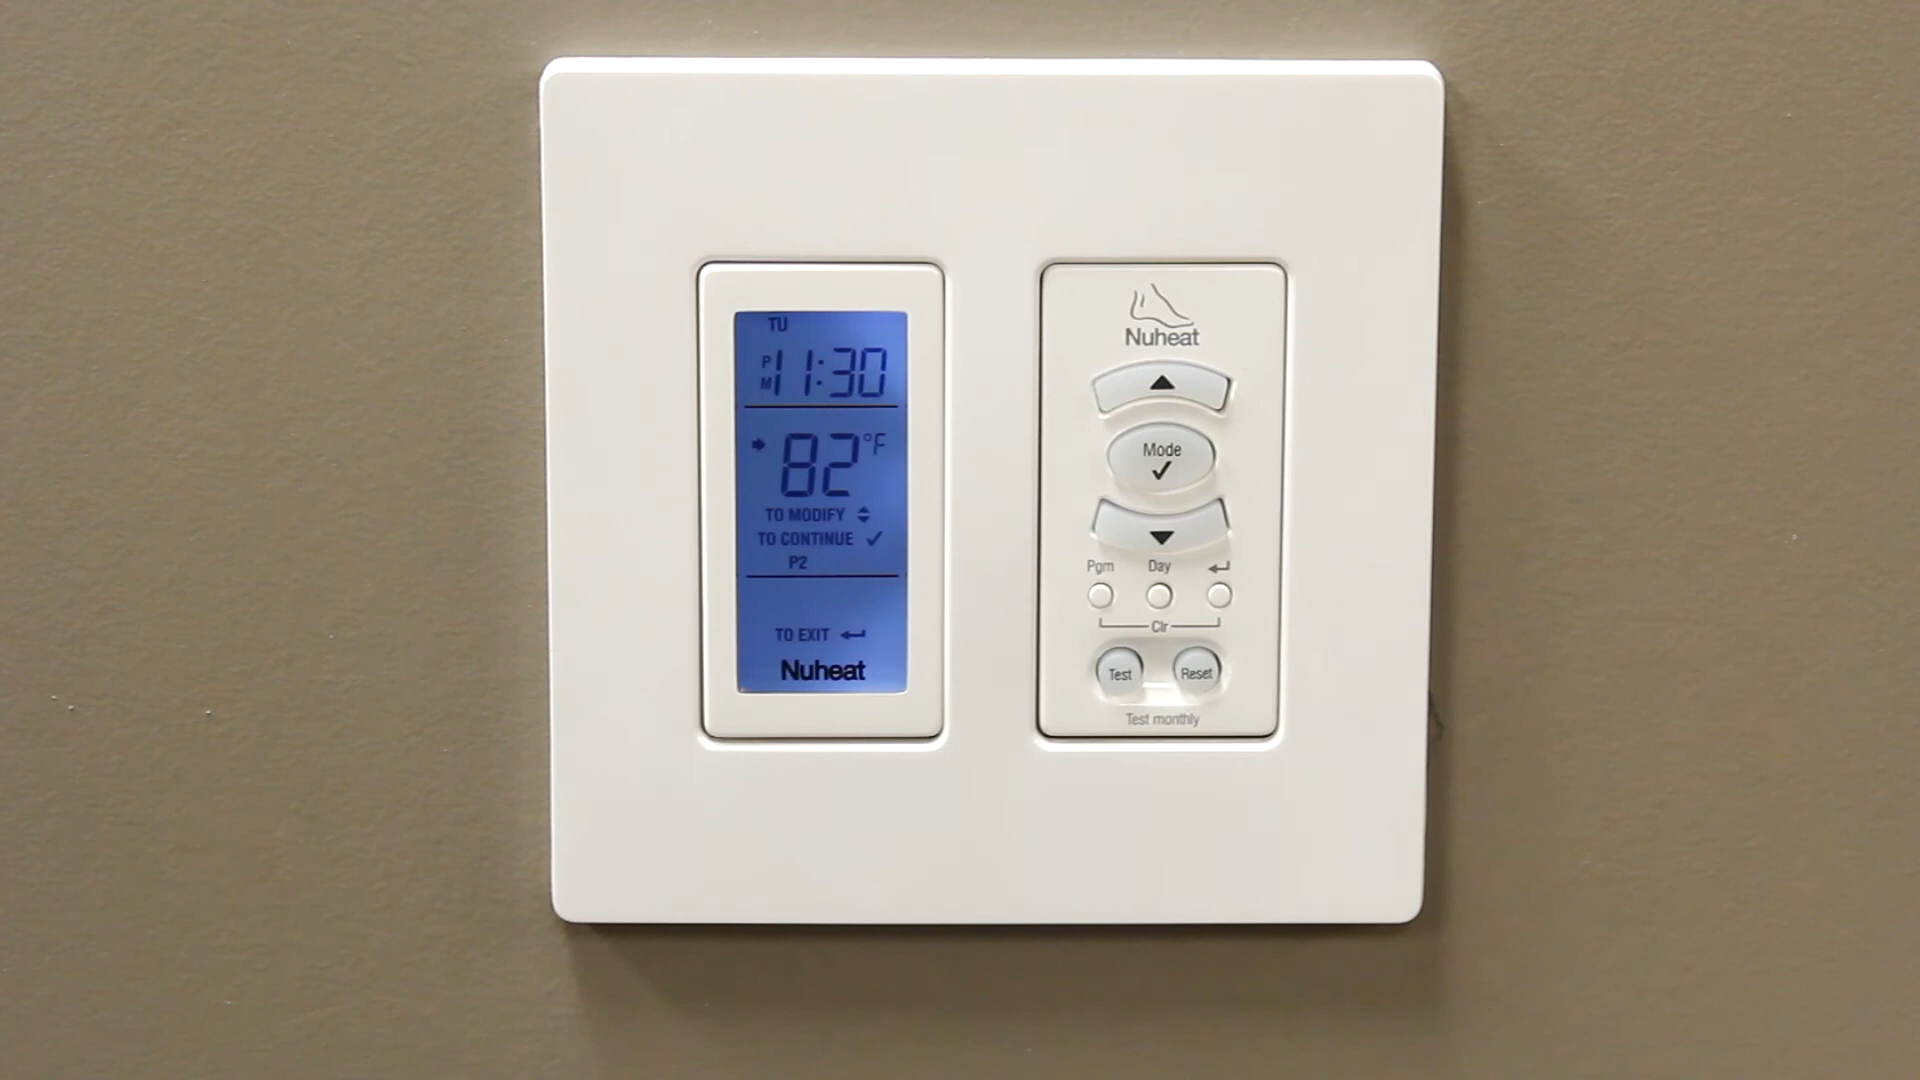 TU
PM 11:30
82°F
TO MODIFY
TO CONTINUE ✓
P2
TO EXIT ↵
Nuheat
Nuheat
▲
Mode
✓
▼
Pgm Day ↵
Clr
Test Reset
Test monthly